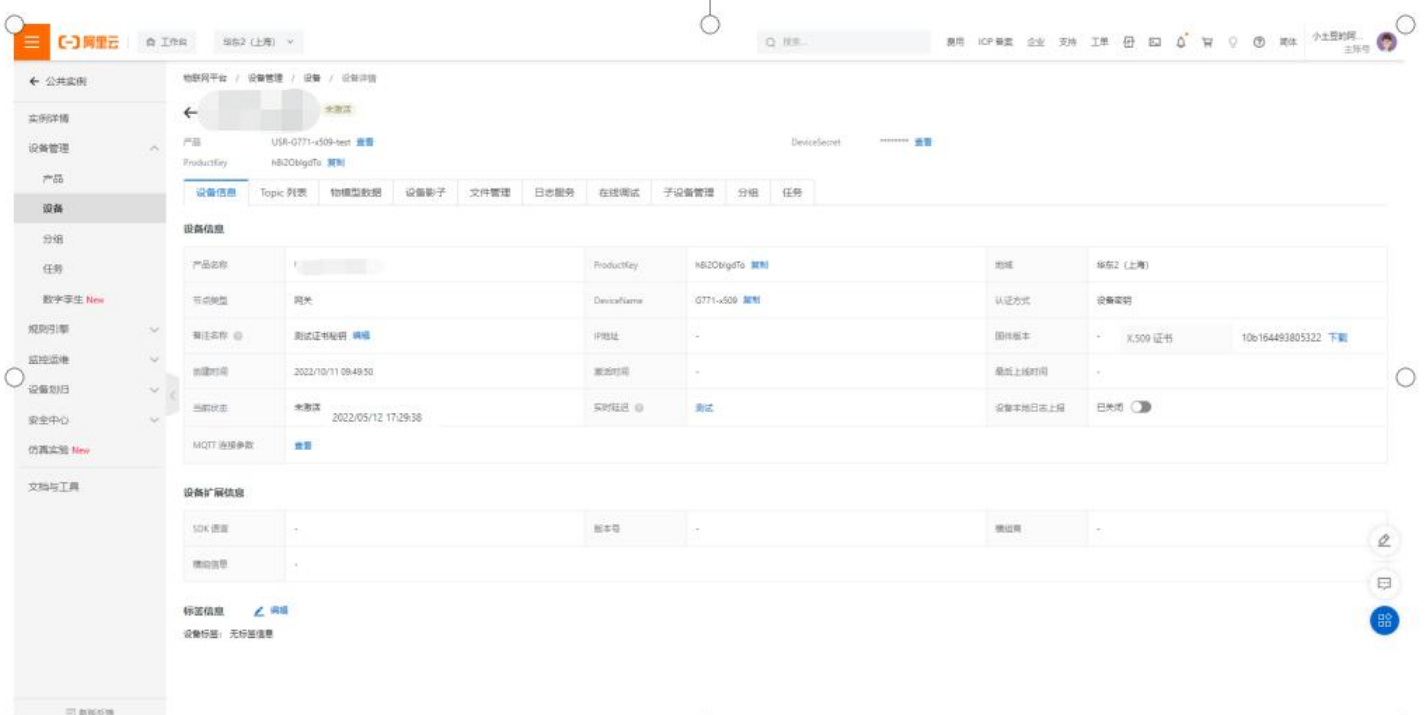 阿里云 工作台 华东2（上海） 搜索... 费用 ICP 备案 企业 支持 工单 简体 小土豆的阿... 主账号
公共实例
物联网平台 / 设备管理 / 设备 / 设备详情
未激活
实例详情
设备管理
产品
设备
分组
任务
数字孪生 New
规则引擎
监控运维
设备划归
安全中心
仿真实验 New
文档与工具
产品 USR-G771-x509-test 查看 DeviceSecret ******** 查看
ProductKey 复制
设备信息 Topic 列表 物模型数据 设备影子 文件管理 日志服务 在线调试 子设备管理 分组 任务
设备信息
产品名称 ProductKey 复制 地域 华东2（上海）
节点类型 网关 DeviceName G771-x509 复制 认证方式 设备密钥
备注名称 测试证书秘钥 编辑 IP地址 - 固件版本 - X.509 证书 10b164493805322 下载
创建时间 2022/10/11 09:49:50 激活时间 - 最后上线时间 -
当前状态 未激活 2022/05/12 17:29:38 实时延迟 测试 设备本地日志上报 已关闭
MQTT 连接参数 查看
设备扩展信息
SDK 语言 - 版本号 - 模组商 -
模组信息 -
标签信息 编辑
设备标签： 无标签信息